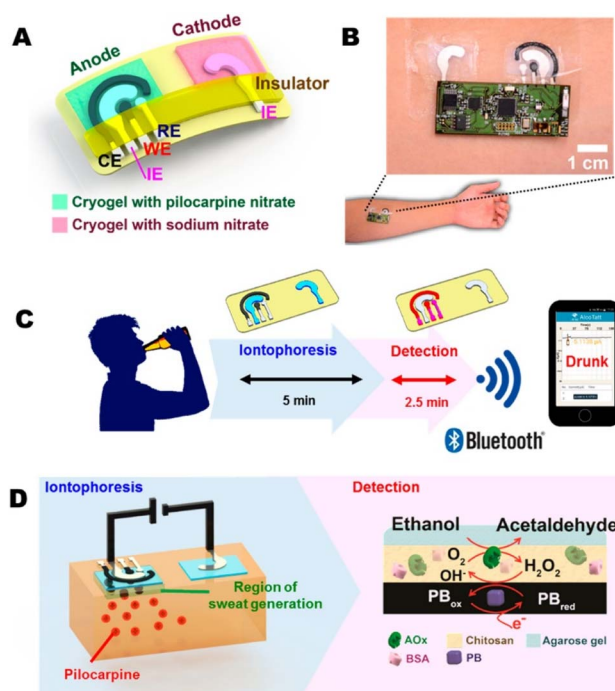 A
Anode
Cathode
Insulator
RE
IE
CE
WE
IE
Cryogel with pilocarpine nitrate
Cryogel with sodium nitrate
B
1 cm
C
Iontophoresis
5 min
Detection
2.5 min
Bluetooth®
Drunk
D
Iontophoresis
Region of
sweat generation
Pilocarpine
Detection
Ethanol
Acetaldehyde
O2
OH-
H2O2
PBox
PBred
e-
AOx
Chitosan
Agarose gel
BSA
PB